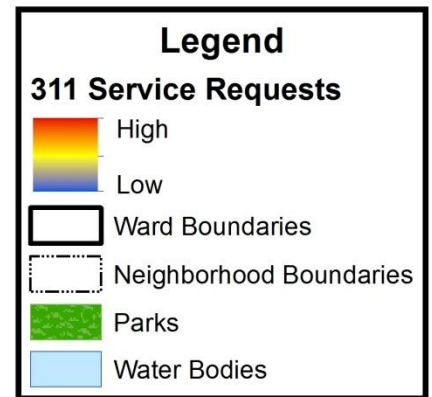 Legend
311 Service Requests
High
Low
Ward Boundaries
Neighborhood Boundaries
Parks
Water Bodies